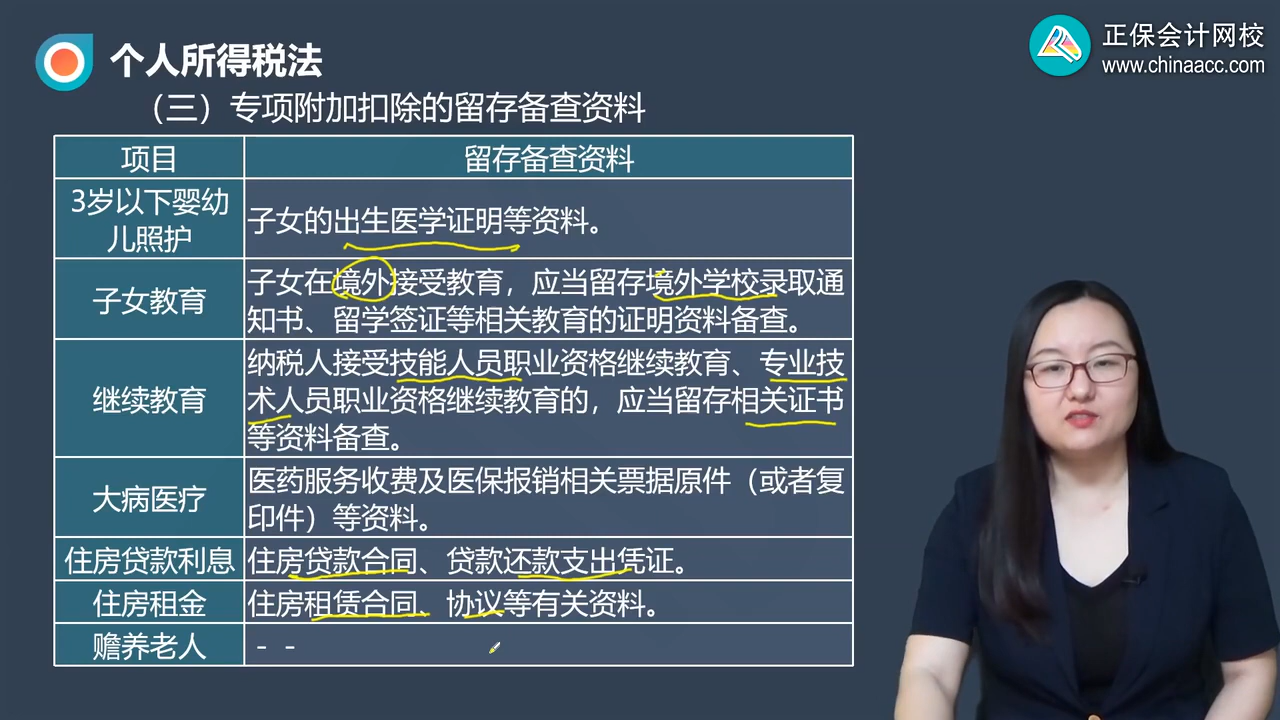 个人所得税法
正保会计网校
www.chinaacc.com
（三）专项附加扣除的留存备查资料
项目
留存备查资料
3岁以下婴幼
儿照护
子女的出生医学证明等资料。
子女教育
子女在境外接受教育，应当留存境外学校录取通
知书、留学签证等相关教育的证明资料备查。
继续教育
纳税人接受技能人员职业资格继续教育、专业技
术人员职业资格继续教育的，应当留存相关证书
等资料备查。
大病医疗
医药服务收费及医保报销相关票据原件（或者复
印件）等资料。
住房贷款利息
住房贷款合同、贷款还款支出凭证。
住房租金
住房租赁合同、协议等有关资料。
赡养老人
- -